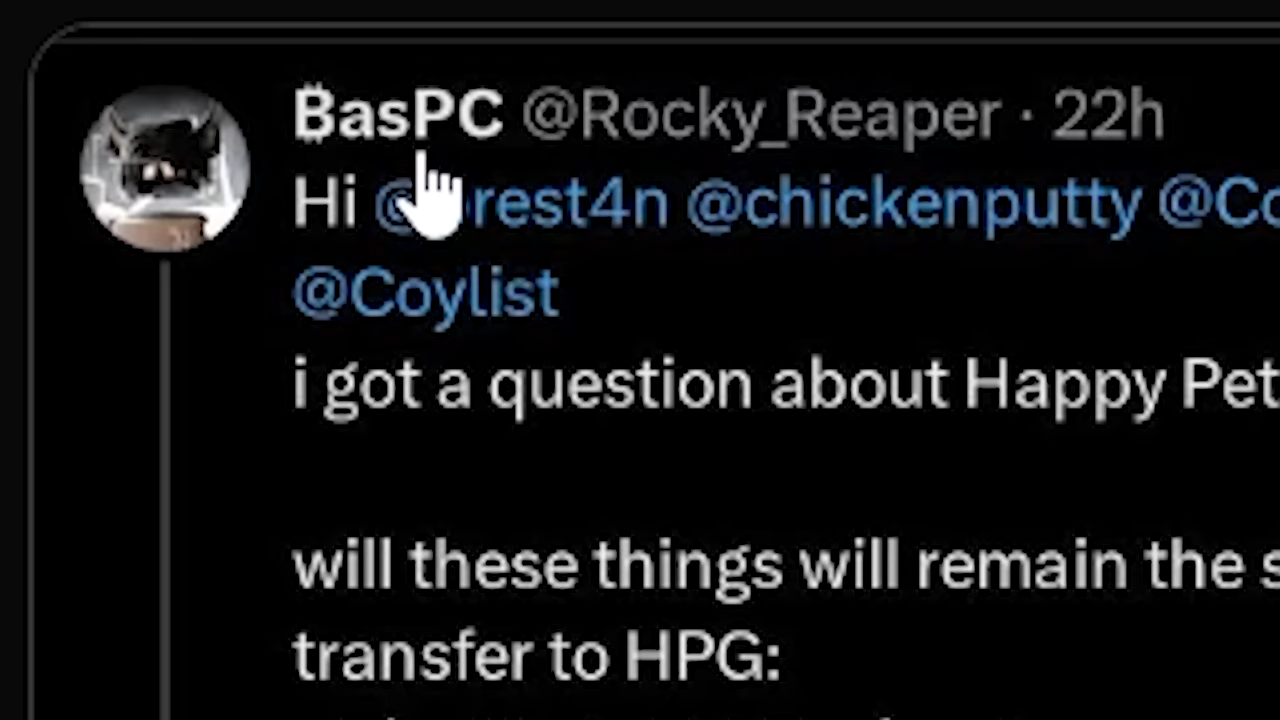 ₿asPC @Rocky_Reaper · 22h
Hi @chickenputty
@Coylist
i got a question about Happy Pet
will these things will remain the
transfer to HPG: